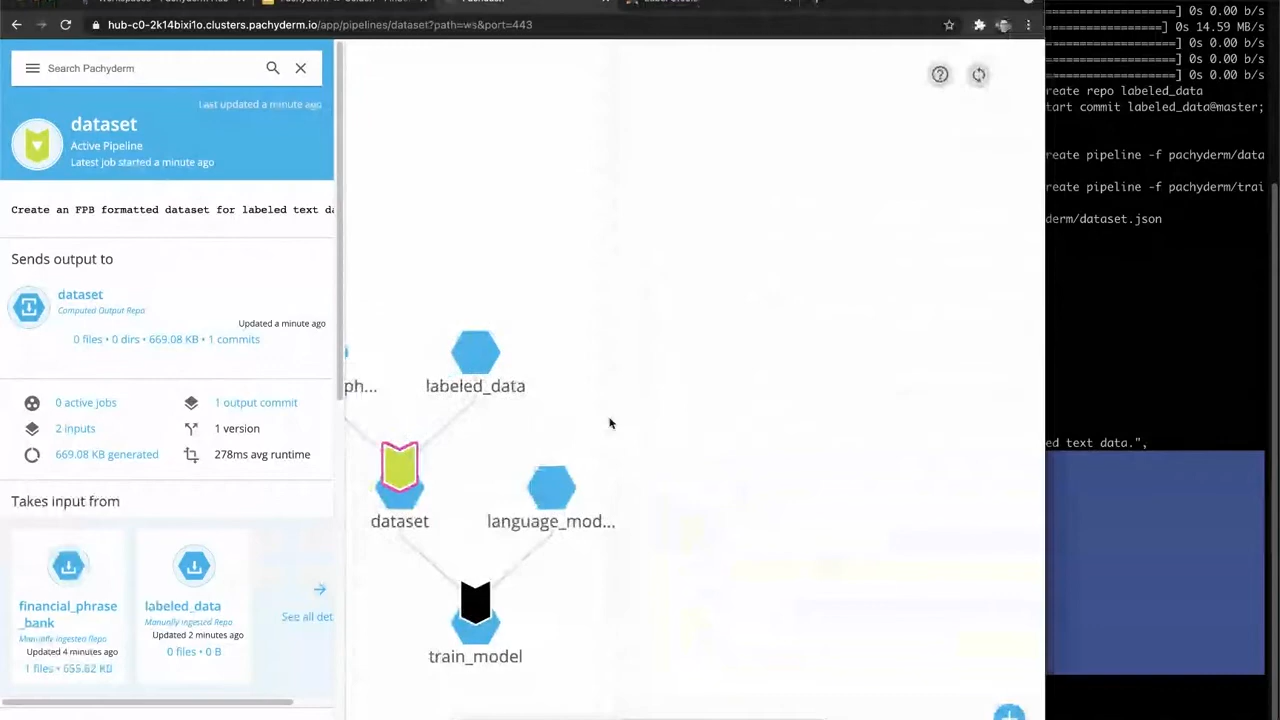 hub-c0-2k14bixi1o.clusters.pachyderm.io/app/pipelines/dataset?path=ws&port=443
Search Pachyderm
Last updated a minute ago
dataset
Active Pipeline
Latest job started a minute ago
Create an FPB formatted dataset for labeled text da
Sends output to
dataset
Computed Output Repo
Updated a minute ago
0 files • 0 dirs • 669.08 KB • 1 commits
0 active jobs
1 output commit
2 inputs
1 version
669.08 KB generated
278ms avg runtime
Takes input from
financial_phrase
_bank
Manually Ingested Repo
Updated 4 minutes ago
1 files • 655.62 KB
labeled_data
Manually Ingested Repo
Updated 2 minutes ago
0 files • 0 B
See all det
ph...
labeled_data
dataset
language_mod...
train_model
====================] 0s 0.00 b/s
==================] 0s 14.59 MB/s
====================] 0s 0.00 b/s
====================] 0s 0.00 b/s
====================] 0s 0.00 b/s
reate repo labeled_data
tart commit labeled_data@master;
reate pipeline -f pachyderm/data
reate pipeline -f pachyderm/trai
derm/dataset.json
ed text data.",